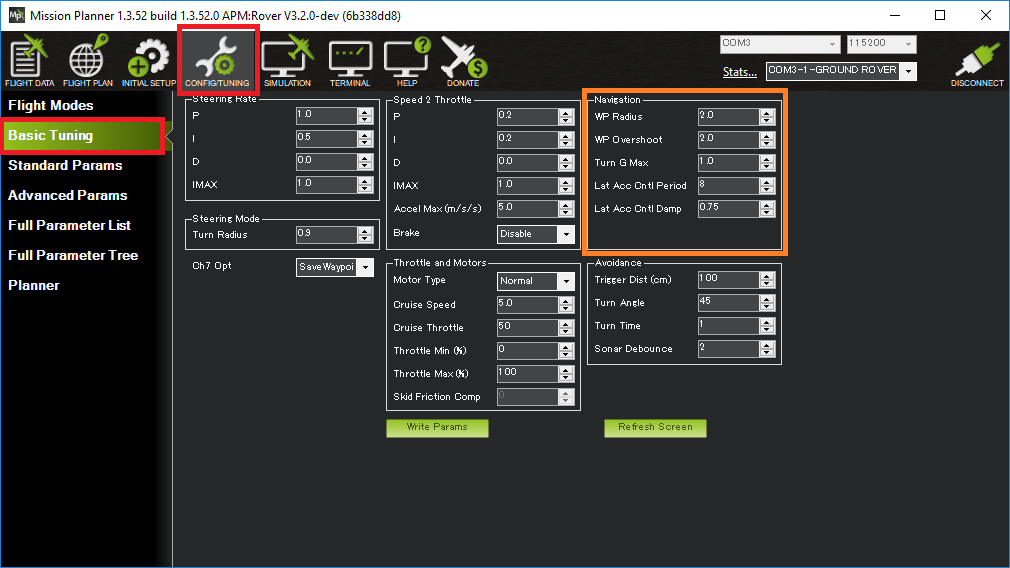 Mission Planner 1.3.52 build 1.3.52.0 APM:Rover V3.2.0-dev (6b338dd8)
COM3 115200
Stats... COM3-1-GROUND ROVER
FLIGHT DATA FLIGHT PLAN INITIAL SETUP CONFIG/TUNING SIMULATION TERMINAL HELP DONATE DISCONNECT
Flight Modes
Basic Tuning
Standard Params
Advanced Params
Full Parameter List
Full Parameter Tree
Planner
Steering Rate
P 1.0
I 0.5
D 0.0
IMAX 1.0
Steering Mode
Turn Radius 0.9
Ch7 Opt SaveWaypoi
Speed 2 Throttle
P 0.2
I 0.2
D 0.0
IMAX 1.0
Accel Max (m/s/s) 5.0
Brake Disable
Throttle and Motors
Motor Type Normal
Cruise Speed 5.0
Cruise Throttle 50
Throttle Min (%) 0
Throttle Max (%) 100
Skid Friction Comp 0
Navigation
WP Radius 2.0
WP Overshoot 2.0
Turn G Max 1.0
Lat Acc Cntl Period 8
Lat Acc Cntl Damp 0.75
Avoidance
Trigger Dist (cm) 100
Turn Angle 45
Turn Time 1
Sonar Debounce 2
Write Params Refresh Screen